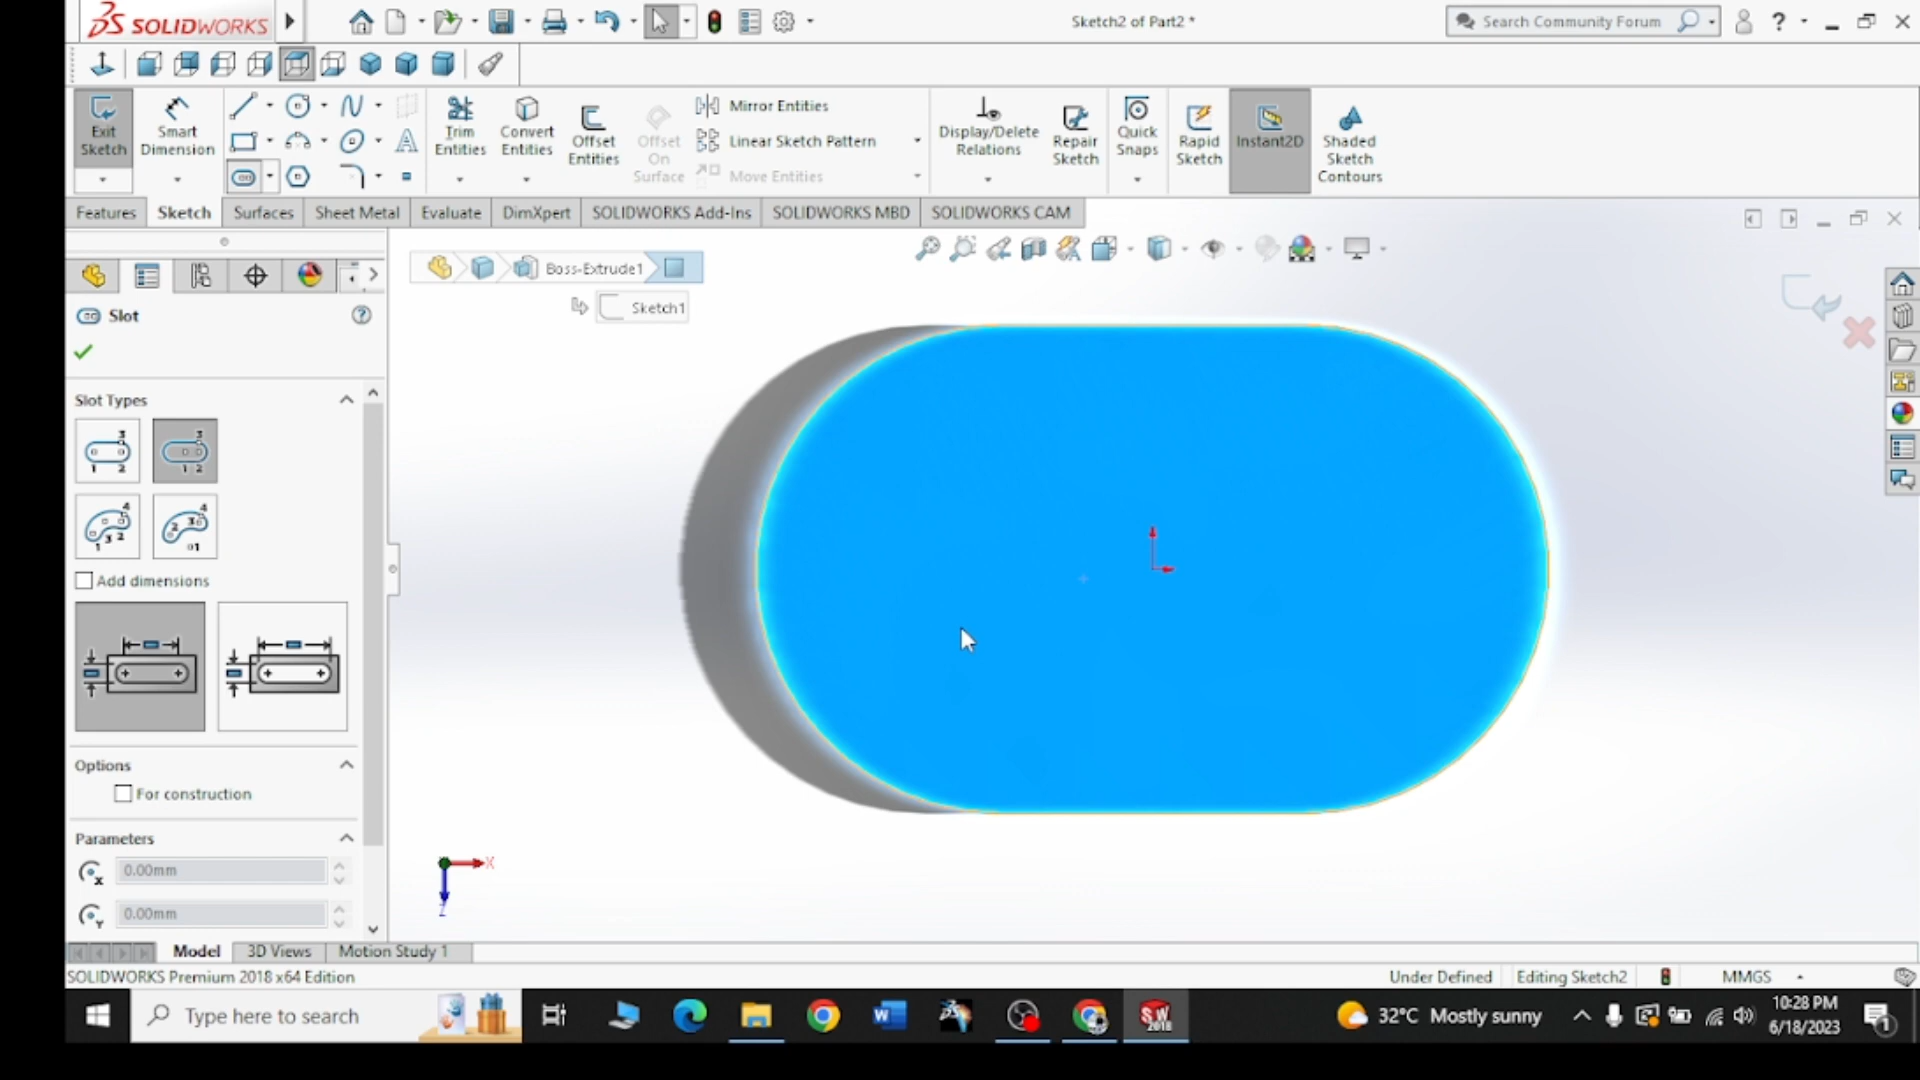 SOLIDWORKS
Sketch2 of Part2 *
Search Community Forum
Exit Sketch
Smart Dimension
Trim Entities
Convert Entities
Offset Entities
Offset On Surface
Mirror Entities
Linear Sketch Pattern
Move Entities
Display/Delete Relations
Repair Sketch
Quick Snaps
Rapid Sketch
Instant2D
Shaded Sketch Contours
Features
Sketch
Surfaces
Sheet Metal
Evaluate
DimXpert
SOLIDWORKS Add-Ins
SOLIDWORKS MBD
SOLIDWORKS CAM
Boss-Extrude1
Sketch1
Slot
Slot Types
Add dimensions
Options
For construction
Parameters
0.00mm
0.00mm
X
Z
Model
3D Views
Motion Study 1
SOLIDWORKS Premium 2018 x64 Edition
Under Defined
Editing Sketch2
MMGS
Type here to search
32°C Mostly sunny
10:28 PM
6/18/2023